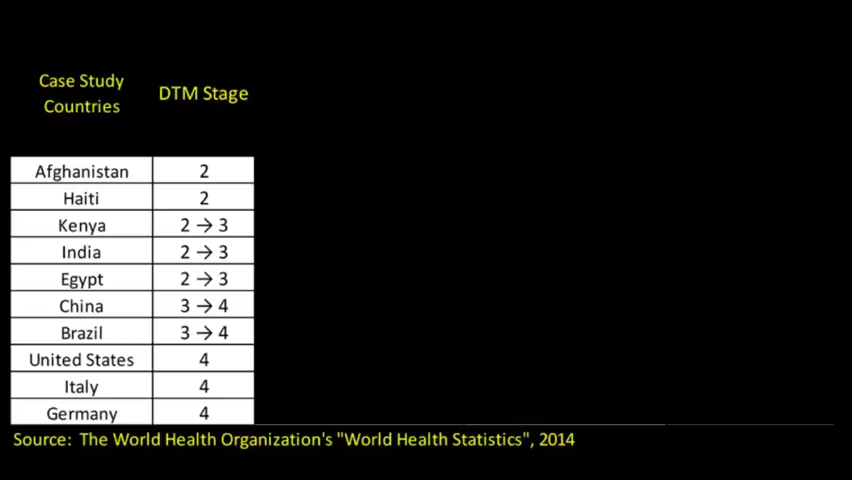 Case Study
Countries
DTM Stage
Afghanistan 2
Haiti 2
Kenya 2 → 3
India 2 → 3
Egypt 2 → 3
China 3 → 4
Brazil 3 → 4
United States 4
Italy 4
Germany 4
Source: The World Health Organization's "World Health Statistics", 2014